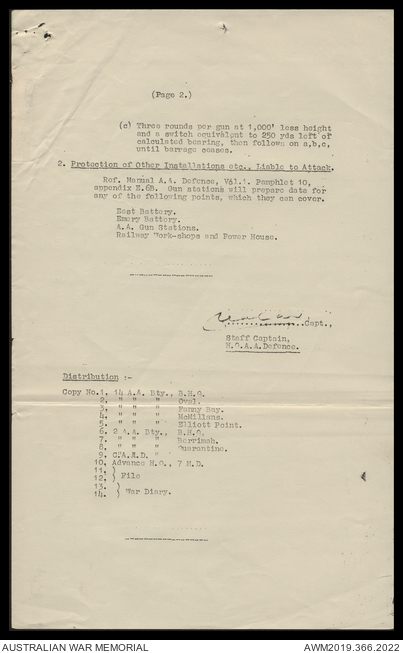 (Page 2.)
(c) Three rounds per gun at 1,000' less height
and a switch equivalent to 250 yds left of
calculated bearing, then follows on a,b,c,
until barrage ceases.
2. Protection of Other Installations etc., Liable to Attack.
Ref. Manual A.A. Defence, Vol.1. Pamphlet 10,
appendix E.68. Gun stations will prepare data for
any of the following points, which they can cover.
East Battery.
Emery Battery.
A.A. Gun Stations.
Railway Work-shops and Power House.
Capt.,
Staff Captain,
H.Q.A.A.Defence.
Distribution :-
Copy No.1, 14 A.A. Bty., B.H.Q.
2. " " " Oval.
3. " " " Fanny Bay.
4. " " " McMillans.
5. " " " Elliott Point.
6. 2 A.A. Bty., B.H.Q.
7. " " " Berrimah.
8. " " " Quarantine.
9. C.A.A.D. "
10. Advance H.Q., 7 M.D.
11. )
12. ) File
13. )
14. ) War Diary.
AUSTRALIAN WAR MEMORIAL
AWM2019.366.2022